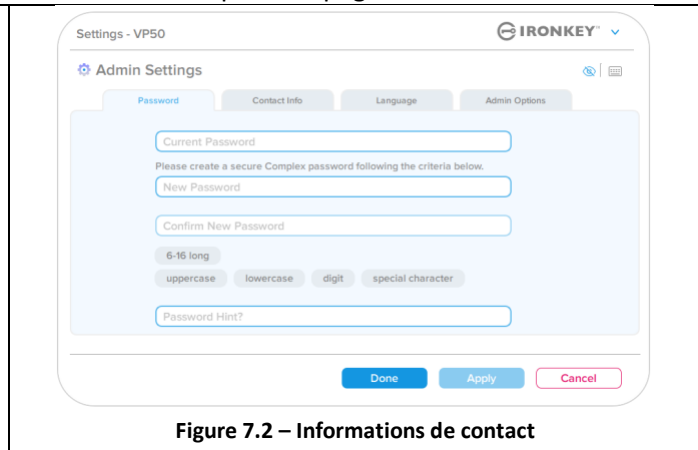 Settings - VP50 IRONKEY™
Admin Settings
Password Contact Info Language Admin Options
Current Password
Please create a secure Complex password following the criteria below.
New Password
Confirm New Password
6-16 long
uppercase lowercase digit special character
Password Hint?
Done Apply Cancel
Figure 7.2 – Informations de contact